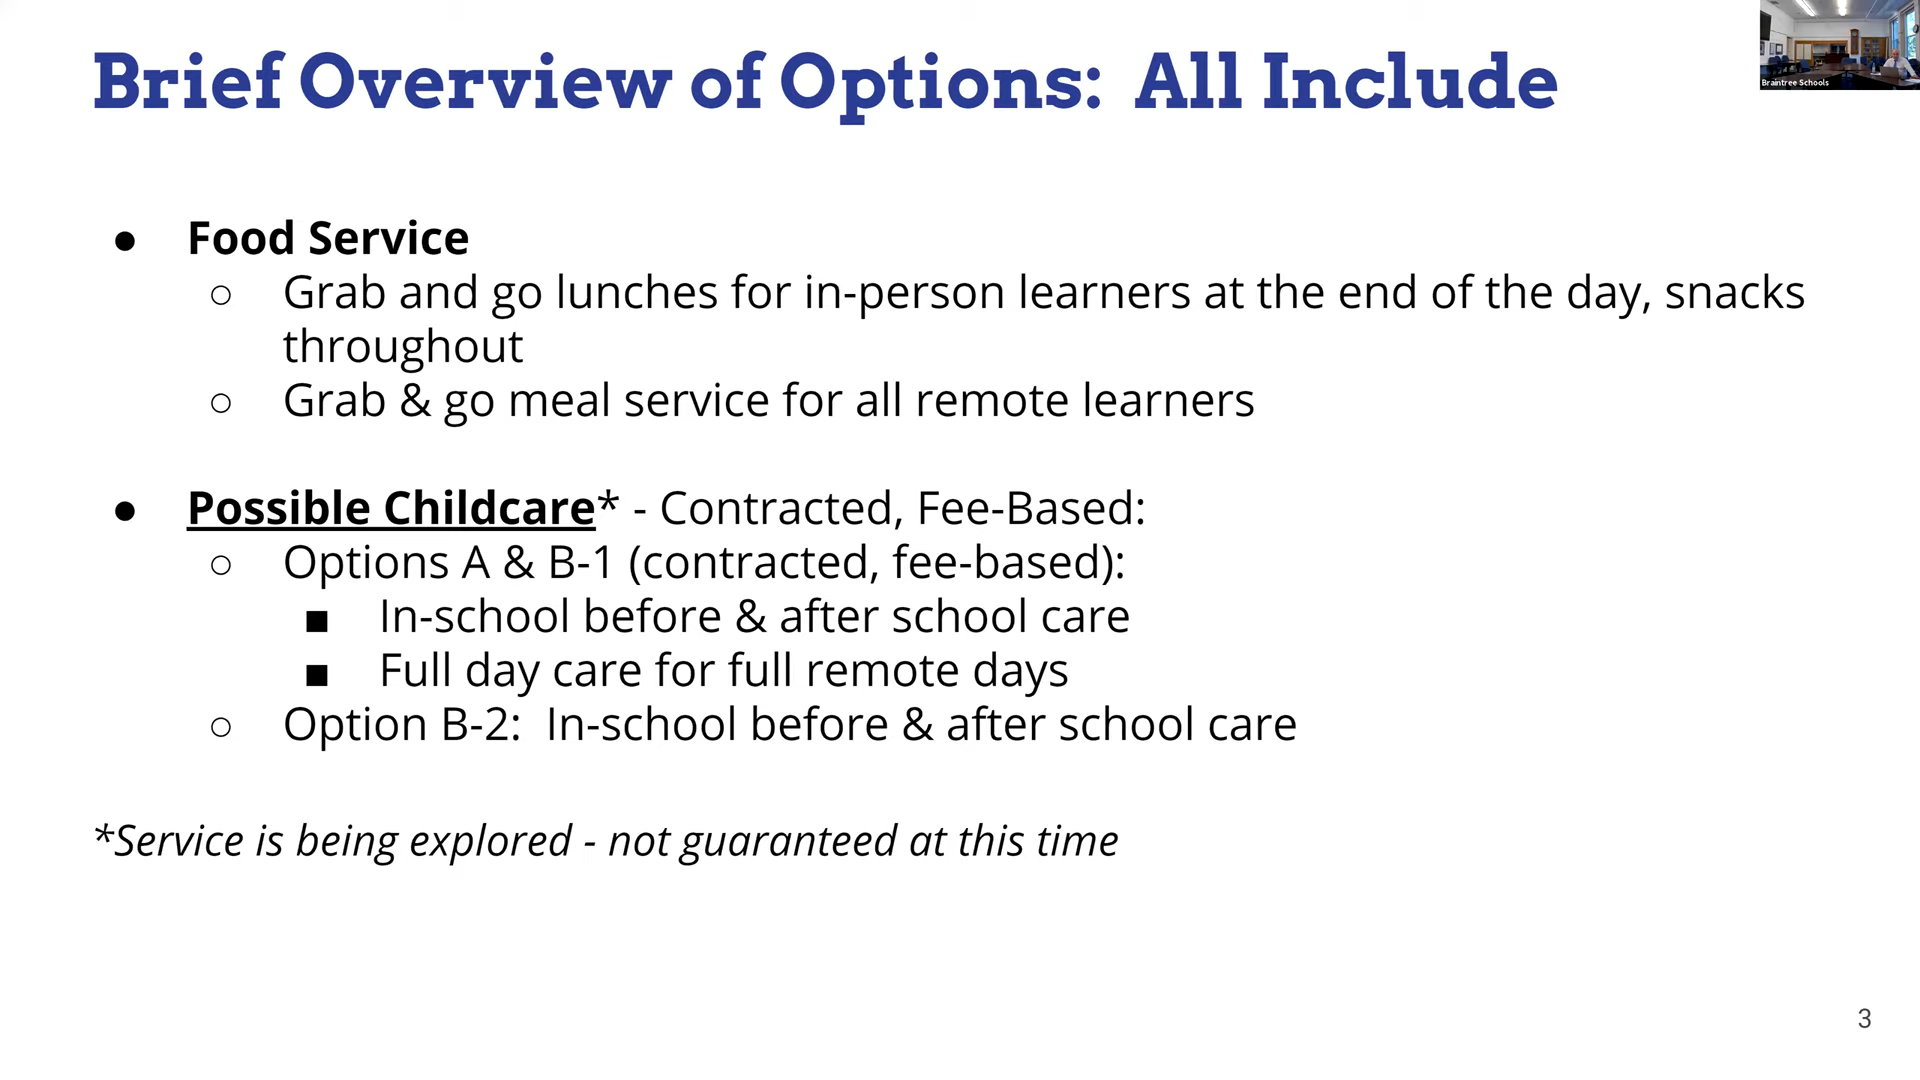 Brief Overview of Options:  All Include
Braintree Schools
● Food Service
○ Grab and go lunches for in-person learners at the end of the day, snacks
throughout
○ Grab & go meal service for all remote learners
● Possible Childcare* - Contracted, Fee-Based:
○ Options A & B-1 (contracted, fee-based):
■ In-school before & after school care
■ Full day care for full remote days
○ Option B-2:  In-school before & after school care
*Service is being explored - not guaranteed at this time
3